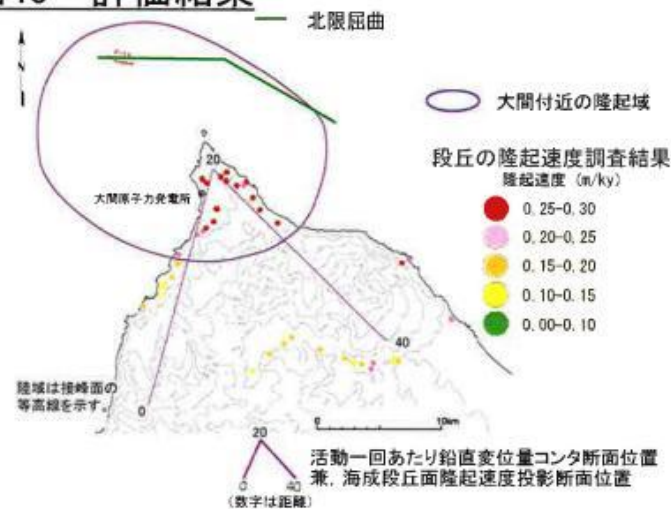 評価結果
北限屈曲
N
大間付近の隆起域
段丘の隆起速度調査結果
隆起速度 (m/ky)
0.25-0.30
0.20-0.25
0.15-0.20
0.10-0.15
0.00-0.10
20
大間原子力発電所
40
陸域は接峰面の
等高線を示す。
0
0
10km
20
0
40
(数字は距離)
活動一回あたり鉛直変位量コンタ断面位置
兼，海成段丘面隆起速度投影断面位置